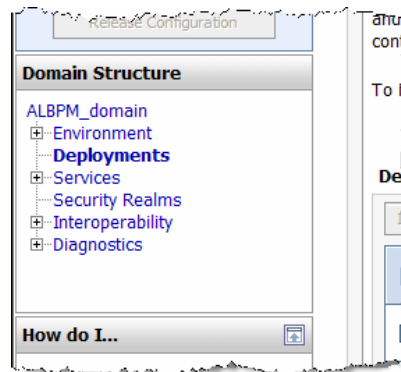 Release Configuration
Domain Structure
ALBPM_domain
Environment
Deployments
Services
Security Realms
Interoperability
Diagnostics
How do I...
To i
De